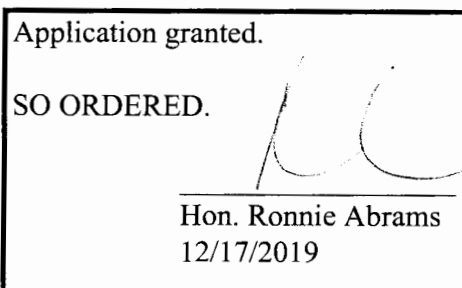 Application granted.
SO ORDERED.
Hon. Ronnie Abrams
12/17/2019